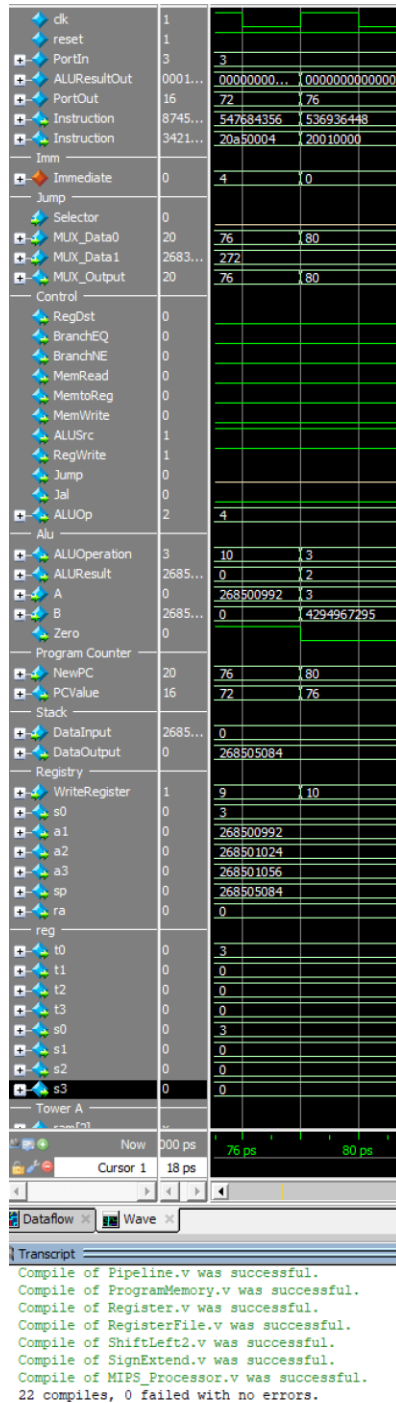 clk 1
reset 1
PortIn 3 3
ALUResultOut 0001... 00000000... 0000000000000
PortOut 16 72 76
Instruction 8745... 547684356 536936448
Instruction 3421... 20a50004 20010000
Imm
Immediate 0 4 0
Jump
Selector 0
MUX_Data0 20 76 80
MUX_Data1 2683... 272
MUX_Output 20 76 80
Control
RegDst 0
BranchEQ 0
BranchNE 0
MemRead 0
MemtoReg 0
MemWrite 0
ALUSrc 1
RegWrite 1
Jump 0
Jal 0
ALUOp 2 4
Alu
ALUOperation 3 10 3
ALUResult 2685... 0 2
A 0 268500992 3
B 2685... 0 4294967295
Zero 0
Program Counter
NewPC 20 76 80
PCValue 16 72 76
Stack
DataInput 2685... 0
DataOutput 0 268505084
Registry
WriteRegister 1 9 10
s0 0 3
a1 0 268500992
a2 0 268501024
a3 0 268501056
sp 0 268505084
ra 0 0
reg
t0 0 3
t1 0 0
t2 0 0
t3 0 0
s0 0 3
s1 0 0
s2 0 0
s3 0 0
Tower A
Now 000 ps 76 ps 80 ps
Cursor 1 18 ps
Dataflow Wave
Transcript
Compile of Pipeline.v was successful.
Compile of ProgramMemory.v was successful.
Compile of Register.v was successful.
Compile of RegisterFile.v was successful.
Compile of ShiftLeft2.v was successful.
Compile of SignExtend.v was successful.
Compile of MIPS_Processor.v was successful.
22 compiles, 0 failed with no errors.